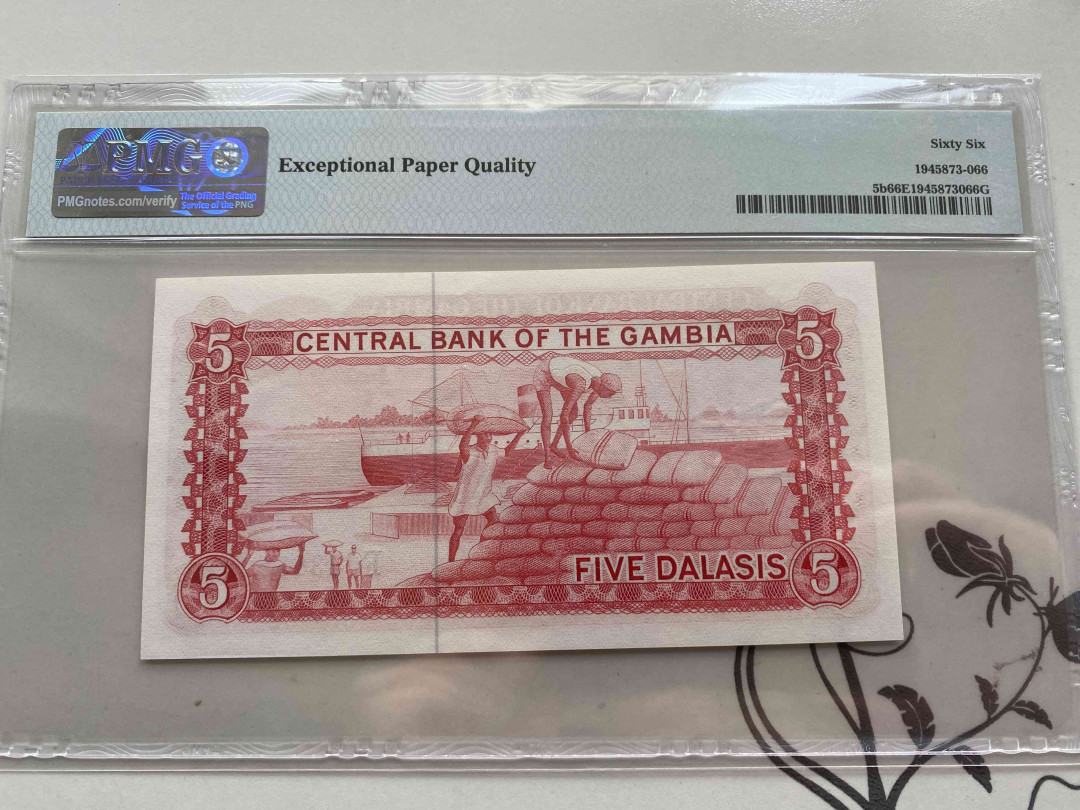 PMG
PMGnotes.com/verify
The Official Grading
Service of the PNG
Exceptional Paper Quality
Sixty Six
1945873-066
5b66E1945873066G
5 CENTRAL BANK OF THE GAMBIA 5
FIVE DALASIS
5 5